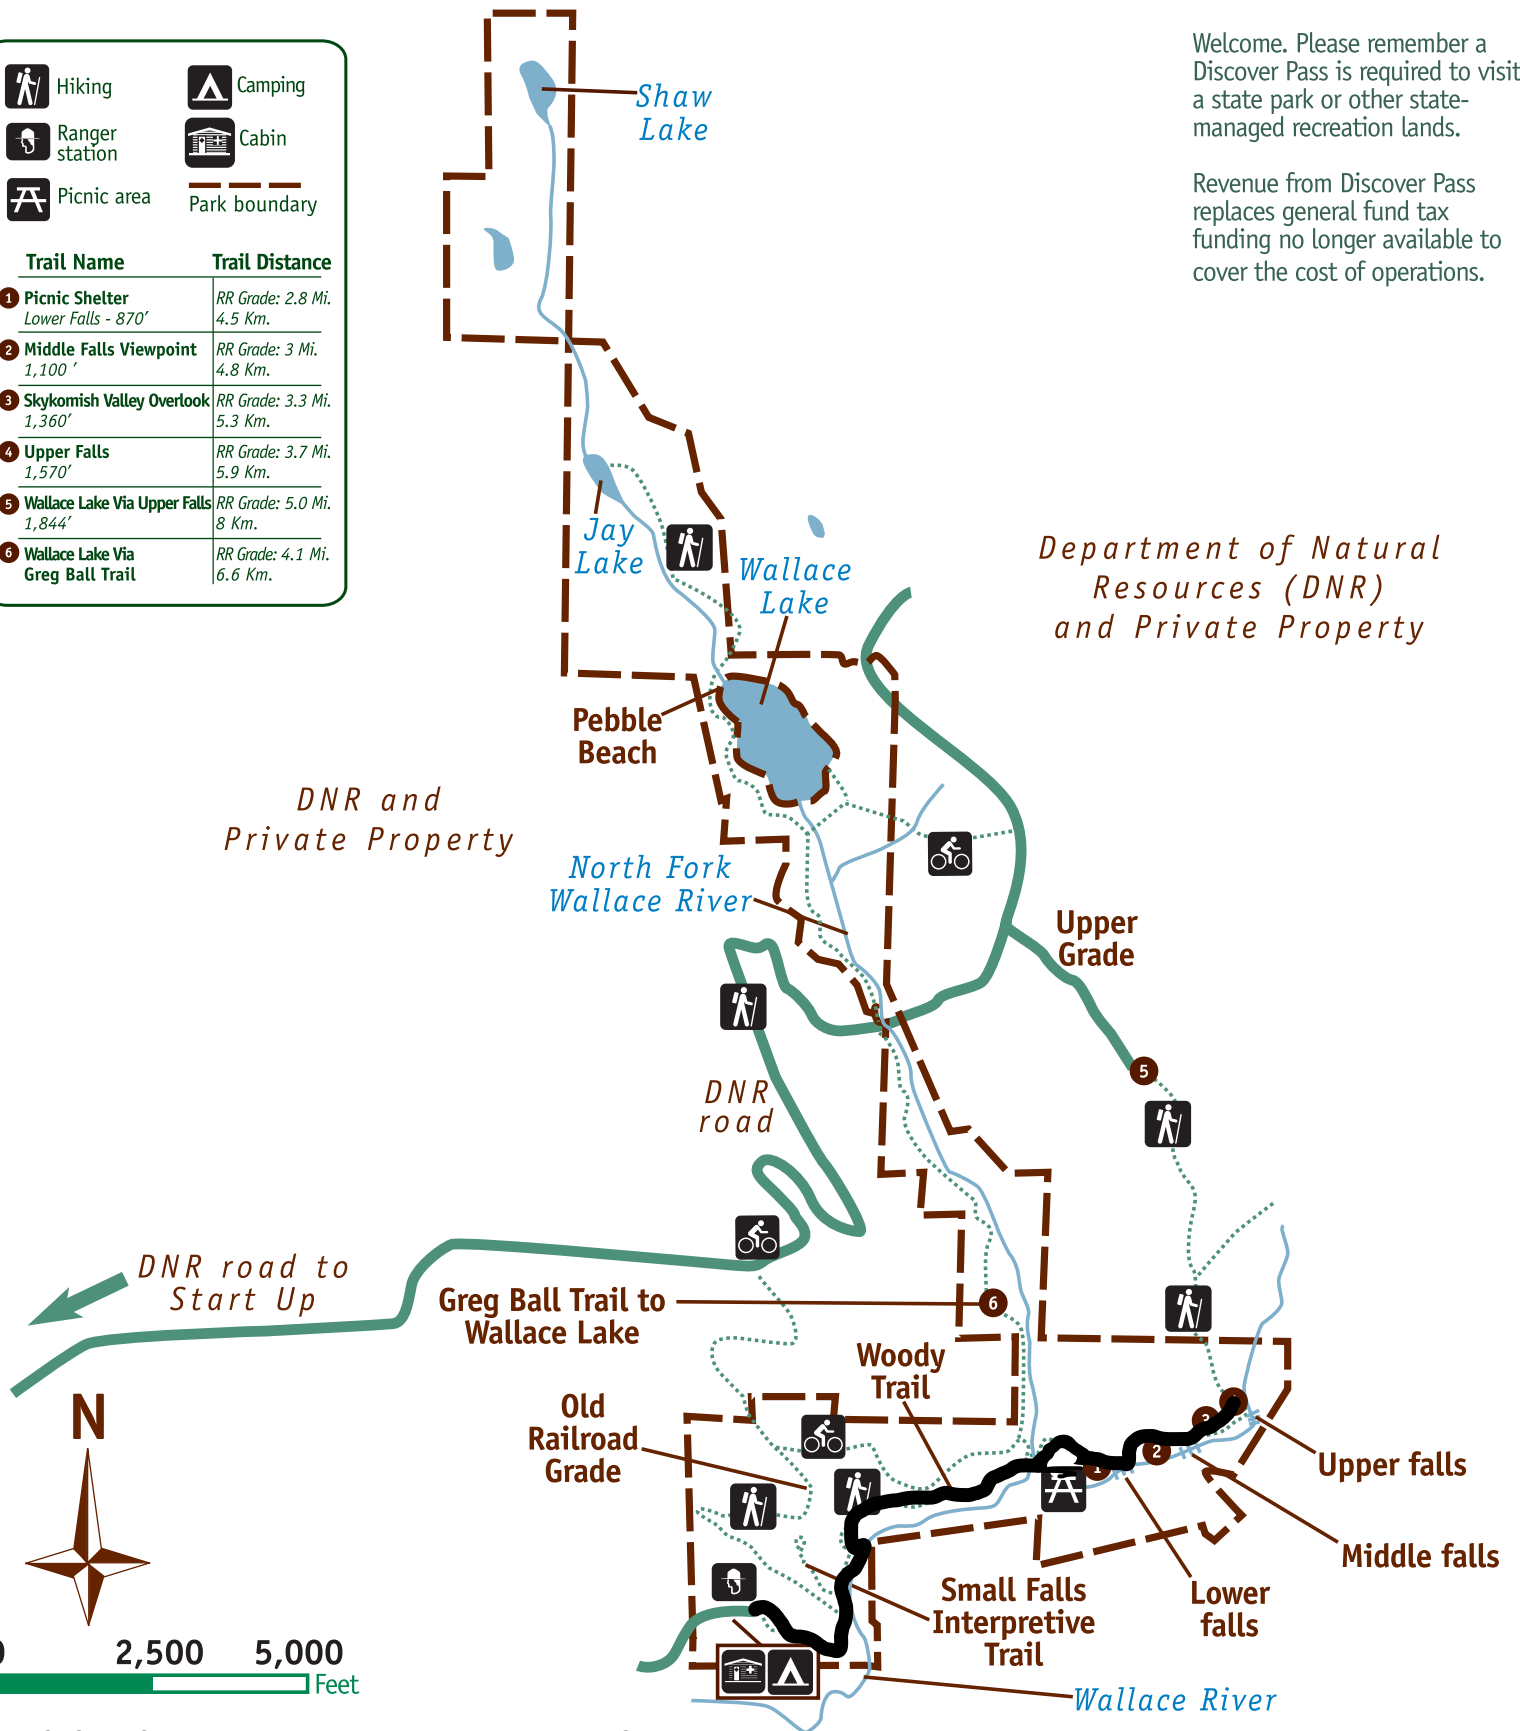 Welcome. Please remember a
Discover Pass is required to visit
a state park or other state-
managed recreation lands.
Revenue from Discover Pass
replaces general fund tax
funding no longer available to
cover the cost of operations.
Hiking
Camping
Ranger
station
Cabin
Picnic area
Park boundary
Trail Name
Trail Distance
1 Picnic Shelter
Lower Falls - 870’
RR Grade: 2.8 Mi.
4.5 Km.
2 Middle Falls Viewpoint
1,100 ’
RR Grade: 3 Mi.
4.8 Km.
3 Skykomish Valley Overlook
1,360’
RR Grade: 3.3 Mi.
5.3 Km.
4 Upper Falls
1,570’
RR Grade: 3.7 Mi.
5.9 Km.
5 Wallace Lake Via Upper Falls
1,844’
RR Grade: 5.0 Mi.
8 Km.
6 Wallace Lake Via
Greg Ball Trail
RR Grade: 4.1 Mi.
6.6 Km.
Shaw
Lake
Jay
Lake
Wallace
Lake
Department of Natural
Resources (DNR)
and Private Property
Pebble
Beach
DNR and
Private Property
North Fork
Wallace River
Upper
Grade
5
DNR
road
DNR road to
Start Up
Greg Ball Trail to
Wallace Lake
6
Woody
Trail
Old
Railroad
Grade
N
3
2
1
Upper falls
Middle falls
Lower
falls
Small Falls
Interpretive
Trail
Wallace River
0
2,500
5,000
Feet